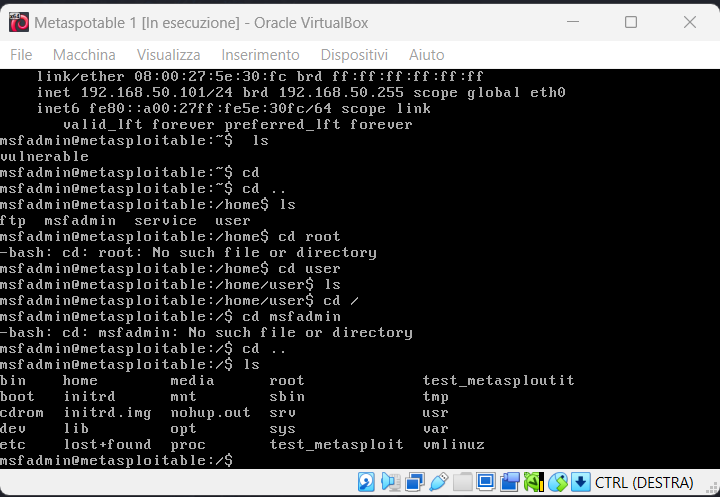 Metaspotable 1 [In esecuzione] - Oracle VirtualBox
File Macchina Visualizza Inserimento Dispositivi Aiuto
link/ether 08:00:27:5e:30:fc brd ff:ff:ff:ff:ff:ff
inet 192.168.50.101/24 brd 192.168.50.255 scope global eth0
inet6 fe80::a00:27ff:fe5e:30fc/64 scope link
valid_lft forever preferred_lft forever
msfadmin@metasploitable:~$  ls
vulnerable
msfadmin@metasploitable:~$ cd
msfadmin@metasploitable:~$ cd ..
msfadmin@metasploitable:/home$ ls
ftp  msfadmin  service  user
msfadmin@metasploitable:/home$ cd root
-bash: cd: root: No such file or directory
msfadmin@metasploitable:/home$ cd user
msfadmin@metasploitable:/home/user$ ls
msfadmin@metasploitable:/home/user$ cd /
msfadmin@metasploitable:/$ cd msfadmin
-bash: cd: msfadmin: No such file or directory
msfadmin@metasploitable:/$ cd ..
msfadmin@metasploitable:/$ ls
bin    home        media      root             test_metasploutit
boot   initrd      mnt        sbin             tmp
cdrom  initrd.img  nohup.out  srv              usr
dev    lib         opt        sys              var
etc    lost+found  proc       test_metasploit  vmlinuz
msfadmin@metasploitable:/$
CTRL (DESTRA)